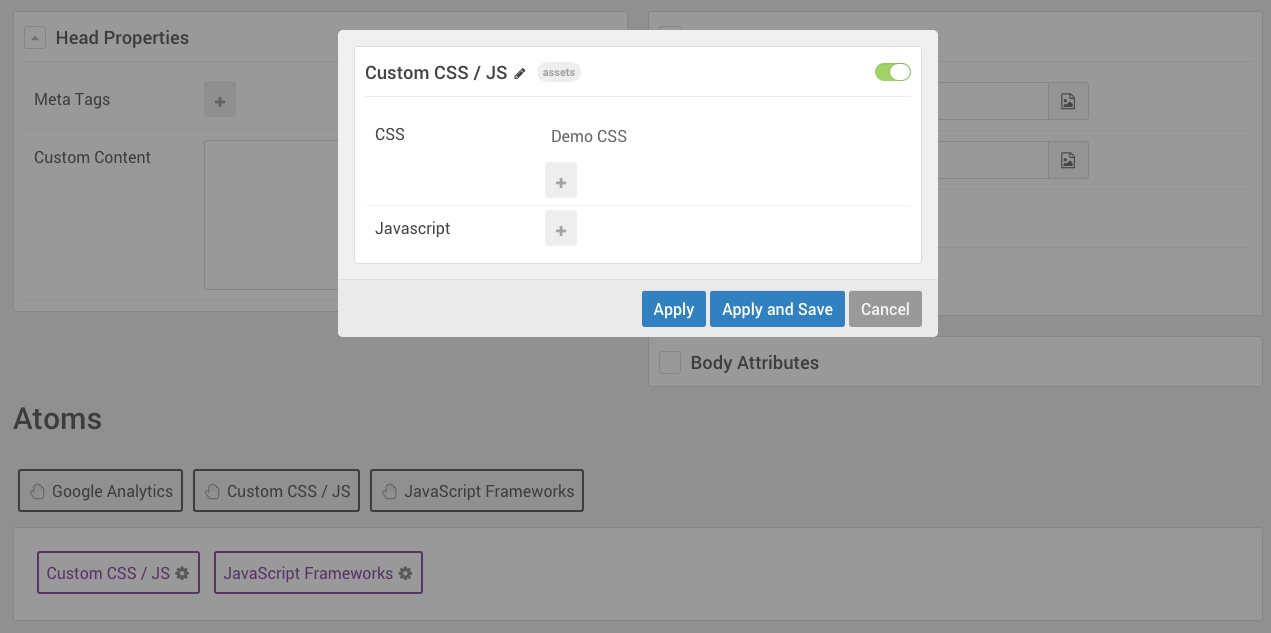 Head Properties
Meta Tags
Custom Content
Custom CSS / JS
assets
CSS
Demo CSS
+
Javascript
+
Apply
Apply and Save
Cancel
+
Body Attributes
Atoms
Google Analytics
Custom CSS / JS
JavaScript Frameworks
Custom CSS / JS
JavaScript Frameworks